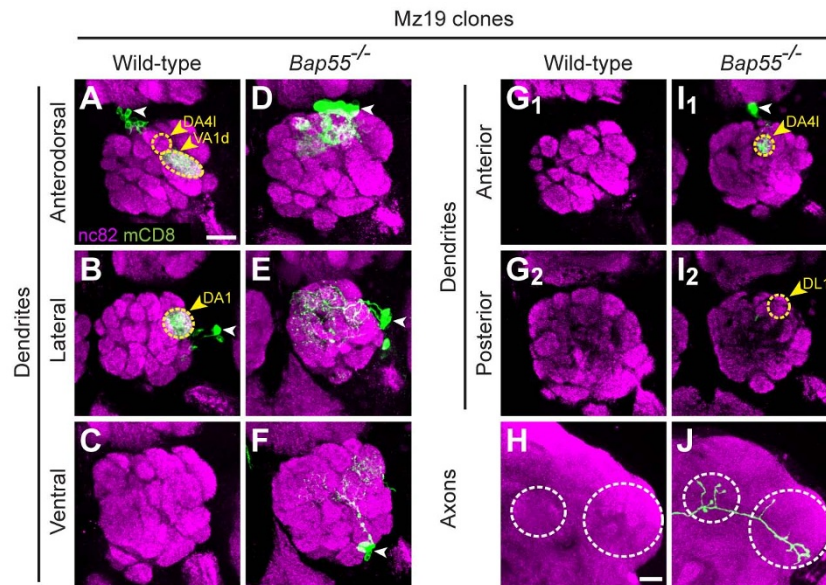 Mz19 clones
Wild-type
Bap55-/-
Wild-type
Bap55-/-
Dendrites
Anterodorsal
Lateral
Ventral
A
DA4l
VA1d
nc82 mCD8
D
B
DA1
E
C
F
Dendrites
Anterior
Posterior
Axons
G1
I1
DA4l
G2
I2
DL1
H
J